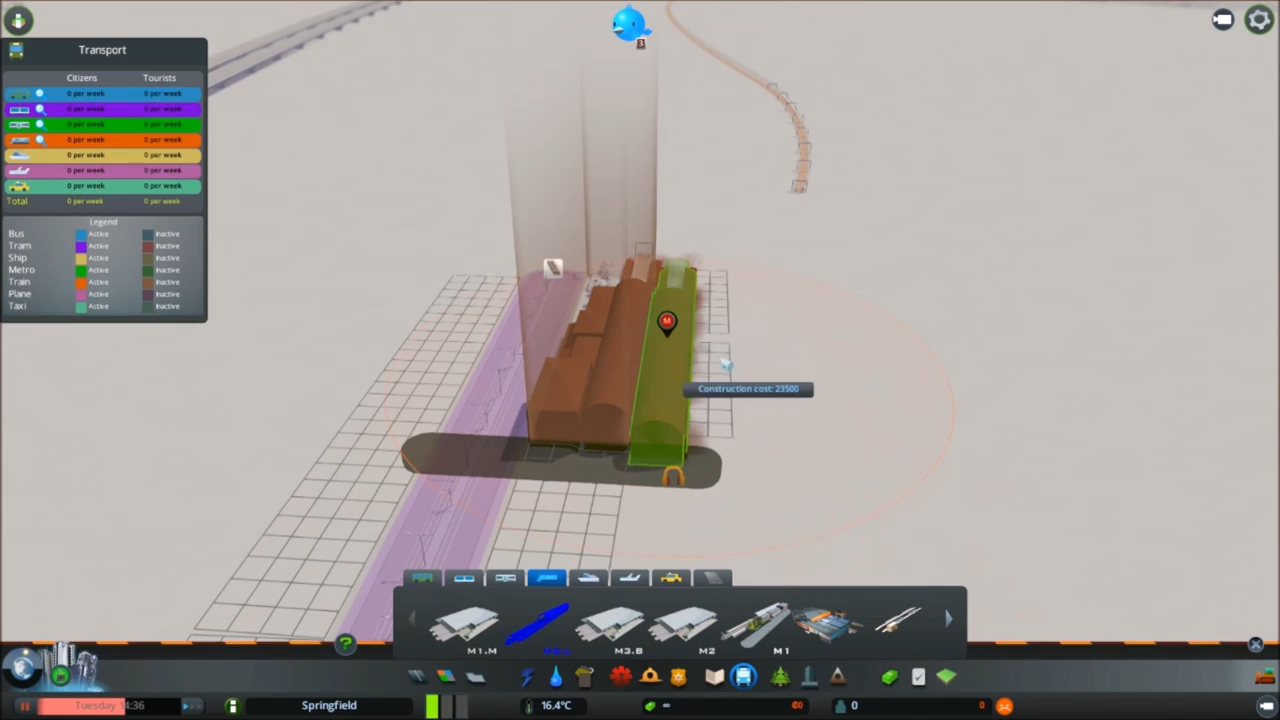 3
Transport
Citizens Tourists
0 per week 0 per week
0 per week 0 per week
0 per week 0 per week
0 per week 0 per week
0 per week 0 per week
0 per week 0 per week
0 per week 0 per week
Total 0 per week 0 per week
Legend
Bus Active Inactive
Tram Active Inactive
Ship Active Inactive
Metro Active Inactive
Train Active Inactive
Plane Active Inactive
Taxi Active Inactive
Construction cost: 23500
M1.M M3.B M2 M1
?
Tuesday 14:36 Springfield 16.4°C ∞ 0 0